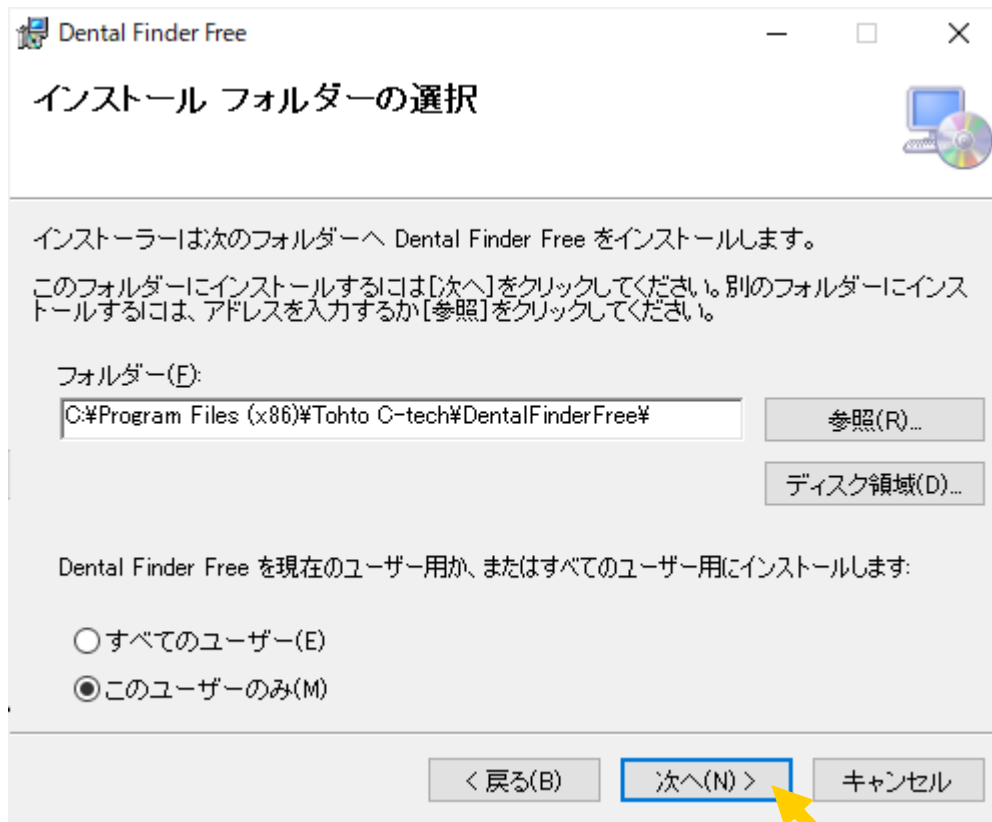 Dental Finder Free
インストール フォルダーの選択
インストーラーは次のフォルダーへ Dental Finder Free をインストールします。
このフォルダーにインストールするには[次へ]をクリックしてください。別のフォルダーにインス
トールするには、アドレスを入力するか[参照]をクリックしてください。
フォルダー(F):
C:¥Program Files (x86)¥Tohto C-tech¥DentalFinderFree¥
参照(R)...
ディスク領域(D)...
Dental Finder Free を現在のユーザー用か、またはすべてのユーザー用にインストールします:
すべてのユーザー(E)
このユーザーのみ(M)
< 戻る(B)
次へ(N) >
キャンセル